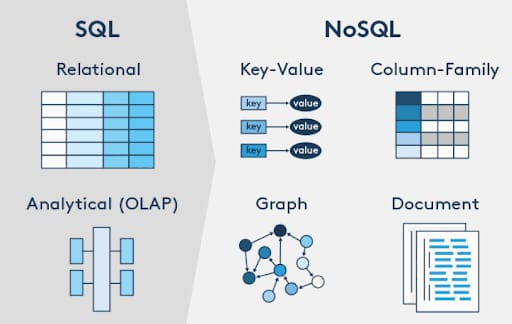 SQL
NoSQL
Relational
Key-Value
Column-Family
key
value
key
value
key
value
Analytical (OLAP)
Graph
Document